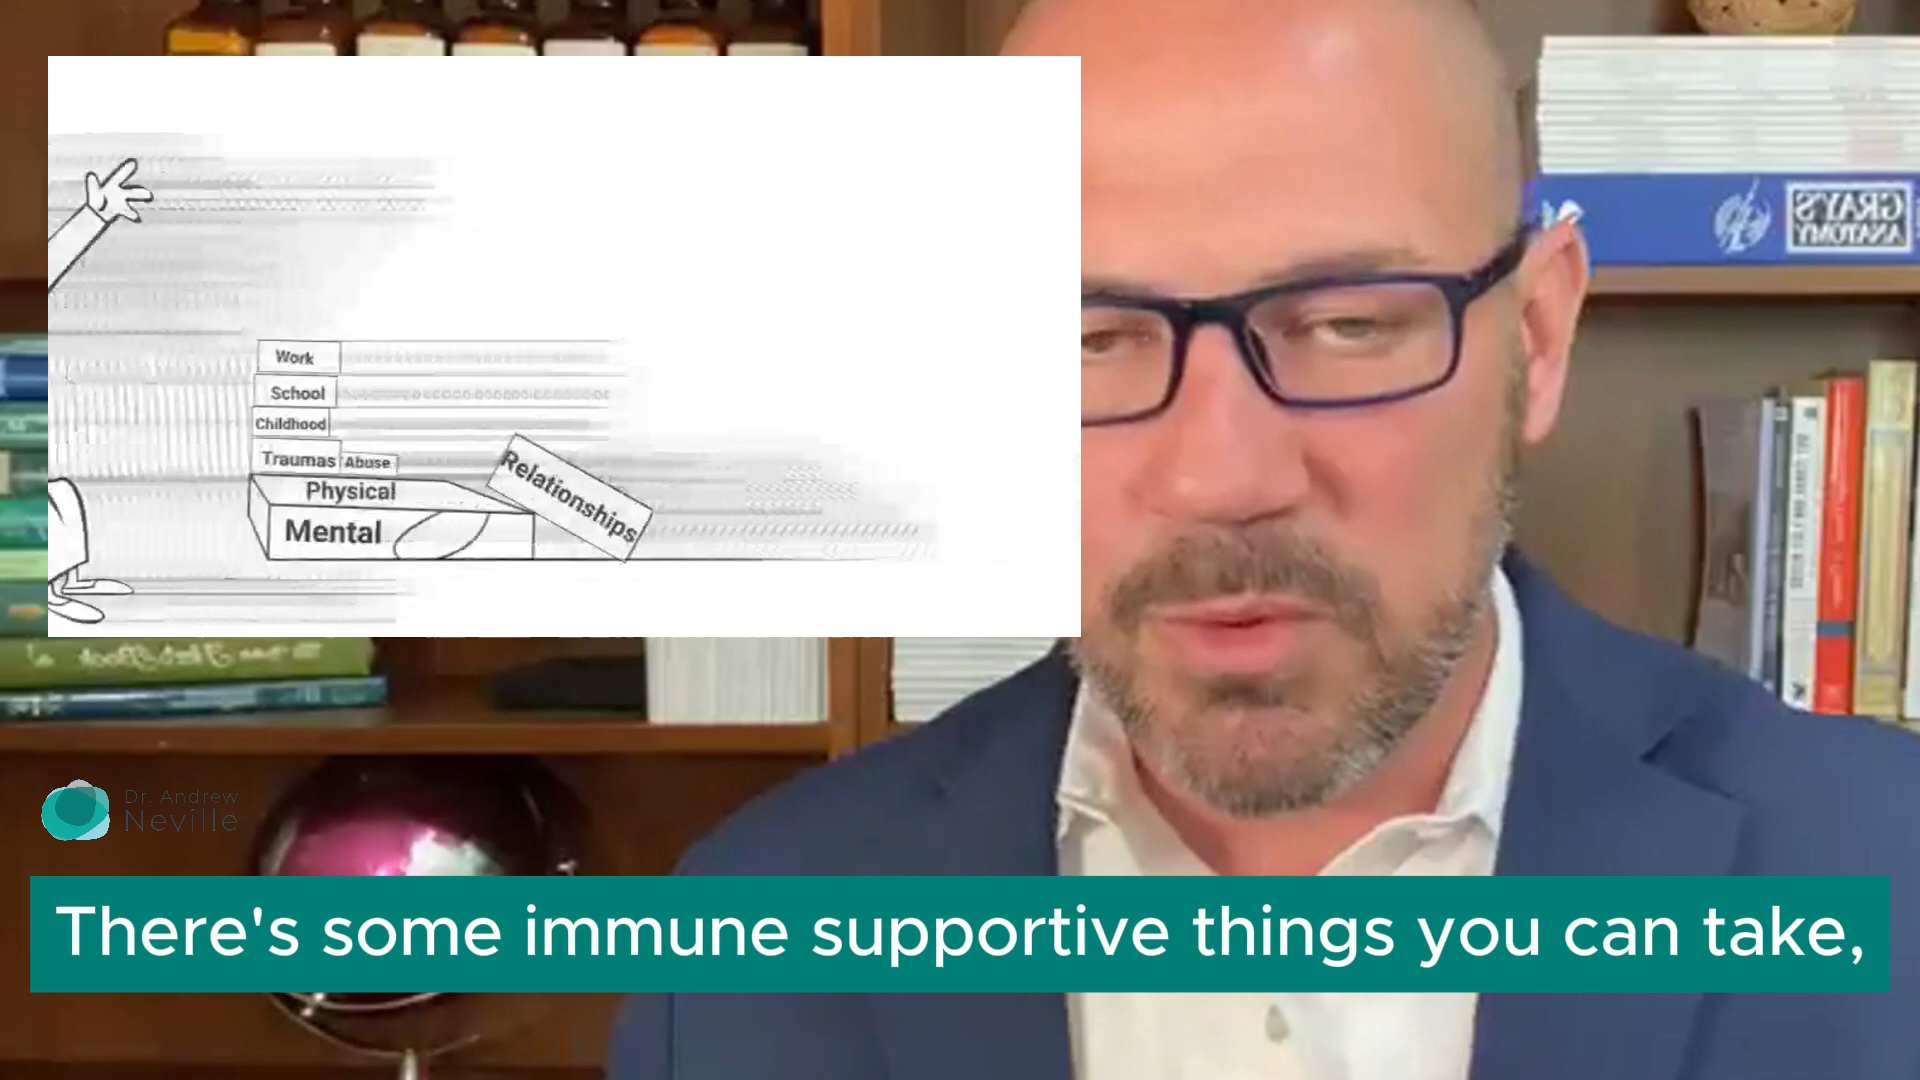 GRAY'S
ANATOMY
Work
School
Childhood
Traumas Abuse
Physical
Mental
Relationships
Dr. Andrew
Neville
There's some immune supportive things you can take,